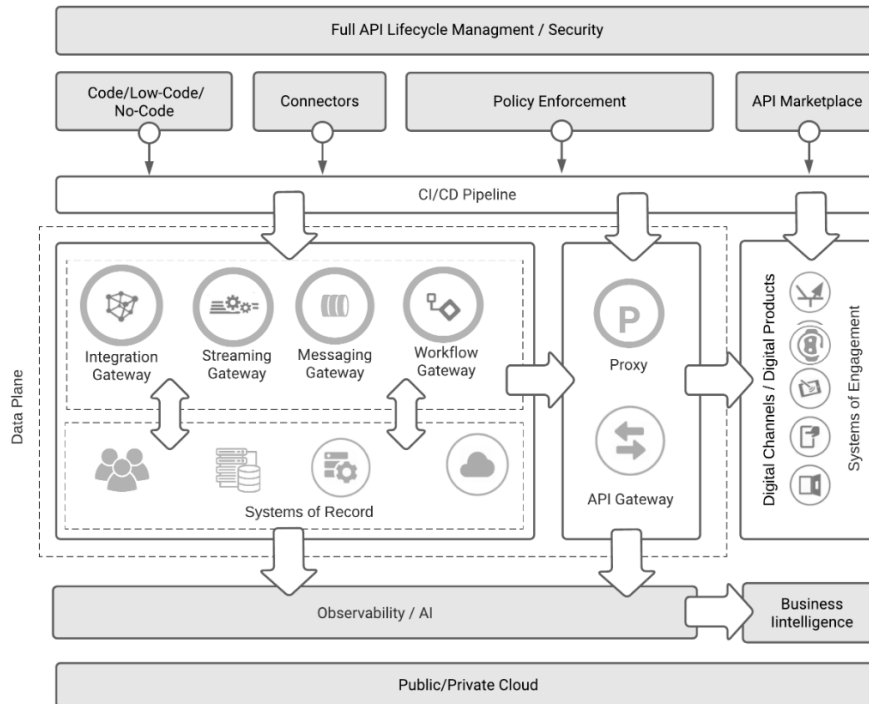 Full API Lifecycle Managment / Security
Code/Low-Code/
No-Code
Connectors
Policy Enforcement
API Marketplace
CI/CD Pipeline
Data Plane
Integration
Gateway
Streaming
Gateway
Messaging
Gateway
Workflow
Gateway
Systems of Record
P
Proxy
API Gateway
Digital Channels / Digital Products
Systems of Engagement
Observability / AI
Business
Iintelligence
Public/Private Cloud